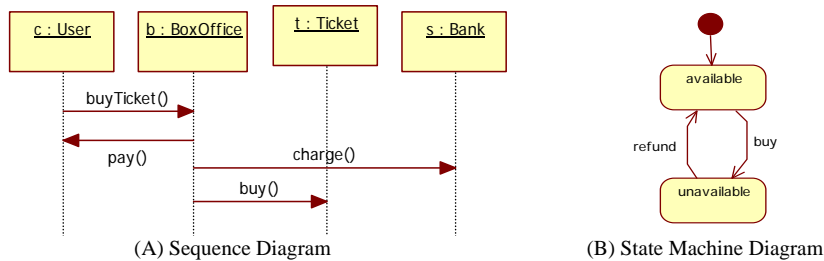 c : User
b : BoxOffice
t : Ticket
s : Bank
buyTicket()
pay()
charge()
buy()
(A) Sequence Diagram
available
refund
buy
unavailable
(B) State Machine Diagram